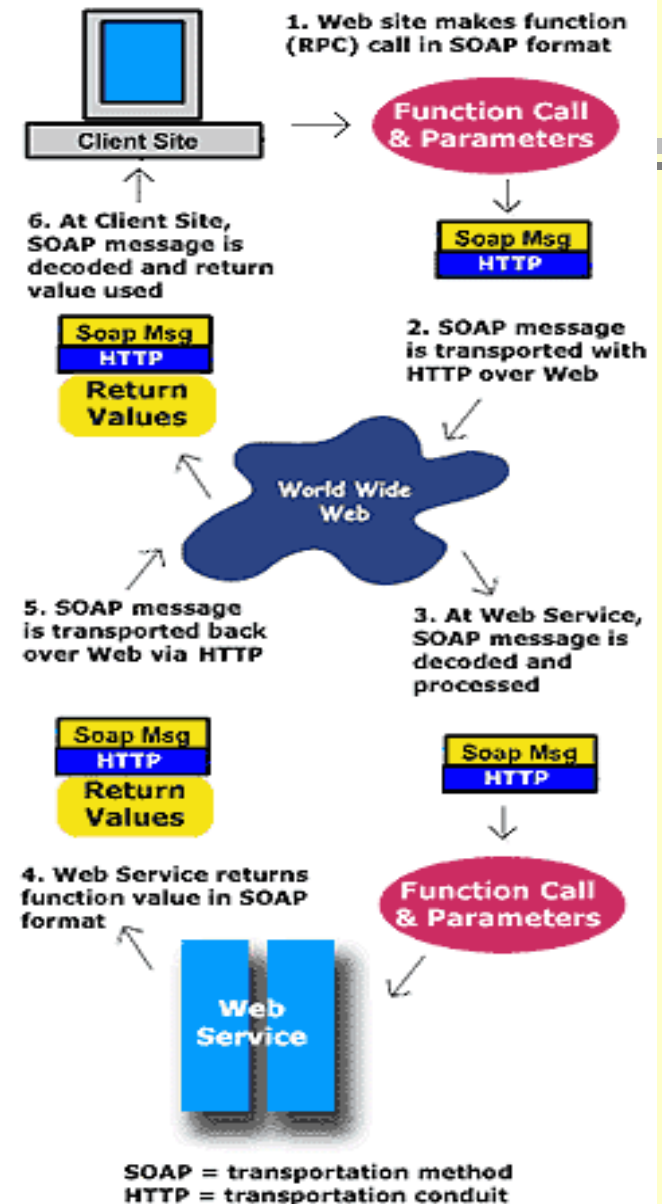 1. Web site makes function
(RPC) call in SOAP format
Client Site
Function Call
& Parameters
Soap Msg
HTTP
2. SOAP message
is transported with
HTTP over Web
World Wide
Web
3. At Web Service,
SOAP message is
decoded and
processed
Soap Msg
HTTP
Function Call
& Parameters
Web
Service
4. Web Service returns
function value in SOAP
format
Soap Msg
HTTP
Return
Values
5. SOAP message
is transported back
over Web via HTTP
Soap Msg
HTTP
Return
Values
6. At Client Site,
SOAP message is
decoded and return
value used
SOAP = transportation method
HTTP = transportation conduit